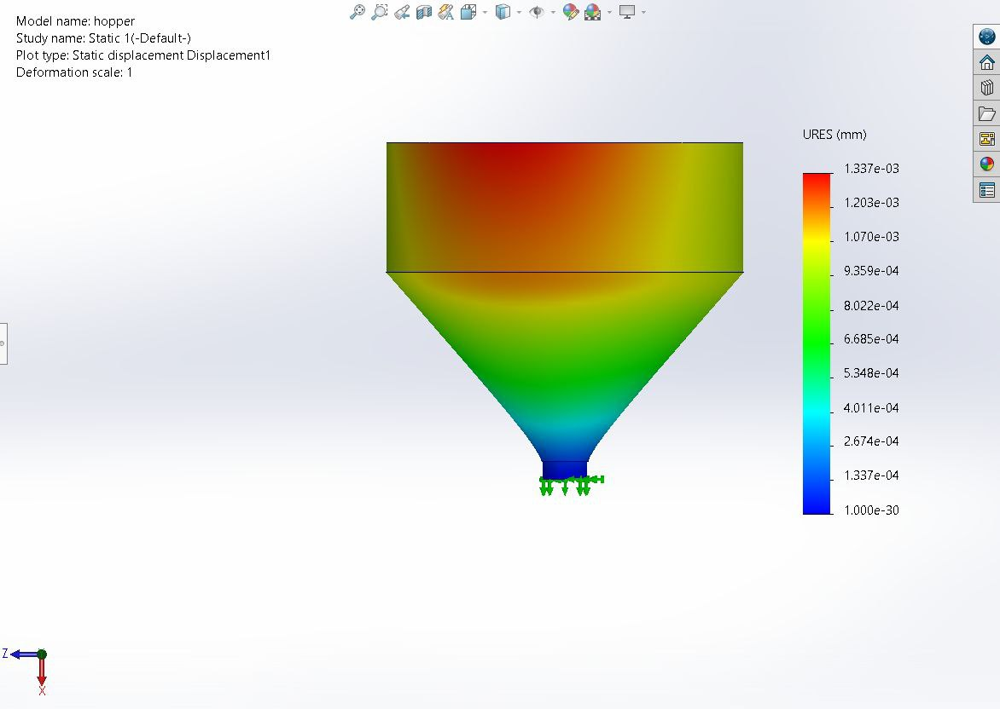 Model name: hopper
Study name: Static 1(-Default-)
Plot type: Static displacement Displacement1
Deformation scale: 1
URES (mm)
1.337e-03
1.203e-03
1.070e-03
9.359e-04
8.022e-04
6.685e-04
5.348e-04
4.011e-04
2.674e-04
1.337e-04
1.000e-30
Z
X